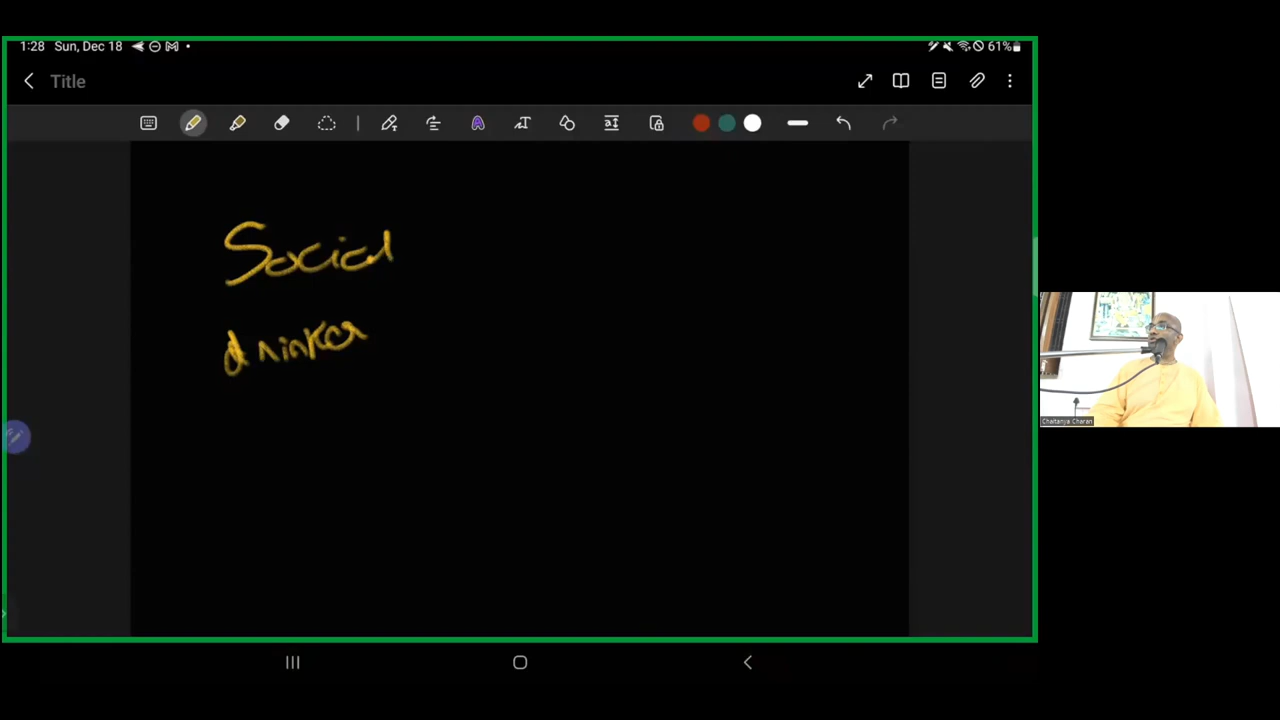 1:28 Sun, Dec 18 61%
Title
Social
drinker
Chaitanya Charan